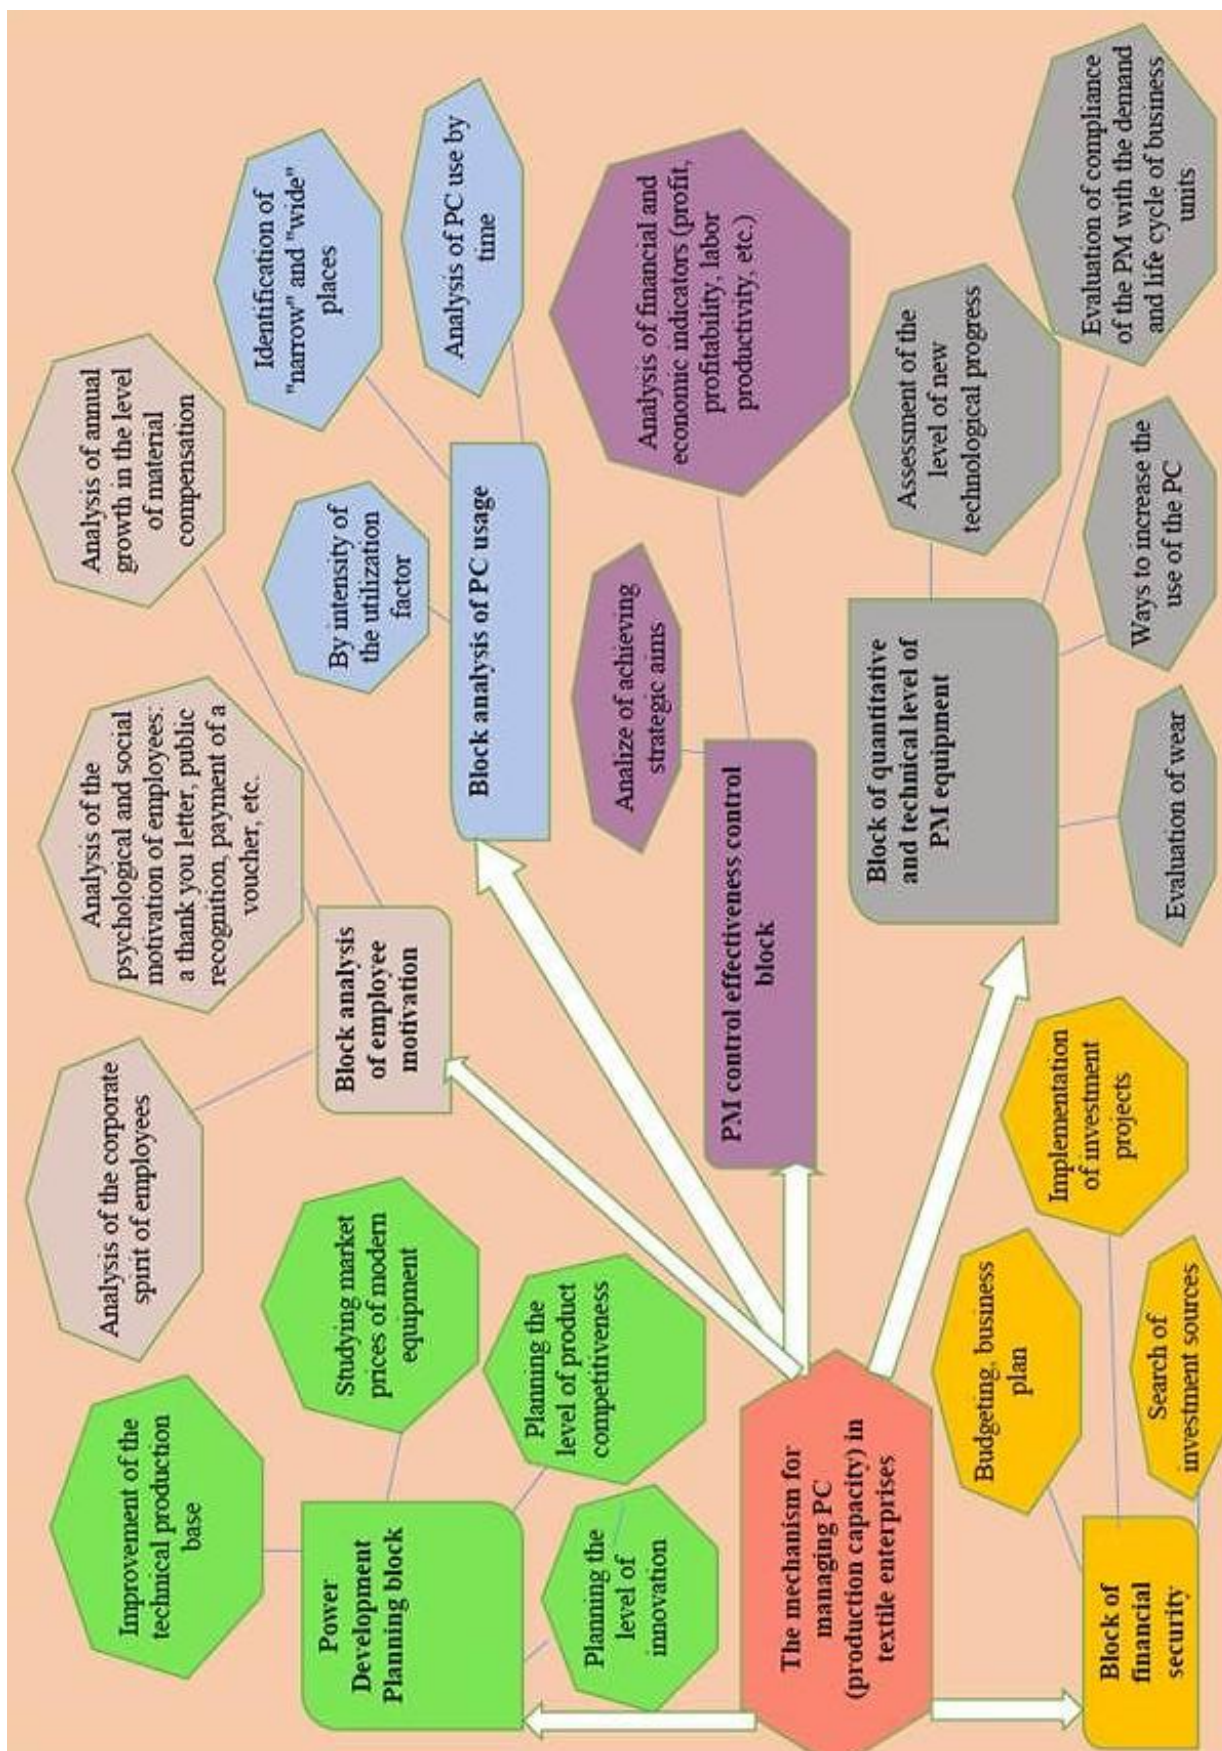 Improvement of the
technical production
base
Analysis of the corporate
spirit of employees
Analysis of the
psychological and social
motivation of employees:
a thank you letter, public
recognition, payment of a
voucher, etc.
Analysis of annual
growth in the level
of material
compensation
Power
Development
Planning block
Studying market
prices of modern
equipment
Block analysis
of employee
motivation
By intensity of
the utilization
factor
Identification of
"narrow" and "wide"
places
Planning the
level of product
competitiveness
Block analysis of PC usage
Analysis of PC use by
time
Planning the
level of
innovation
Analize of achieving
strategic aims
Analysis of financial and
economic indicators (profit,
profitability, labor
productivity, etc.)
The mechanism for
managing PC
(production capacity) in
textile enterprises
PM control effectiveness control
block
Block of quantitative
and technical level of
PM equipment
Assessment of the
level of new
technological progress
Budgeting, business
plan
Implementation
of investment
projects
Evaluation of compliance
of the PM with the demand
and life cycle of business
units
Block of
financial
security
Search of
investment sources
Evaluation of wear
Ways to increase the
use of the PC